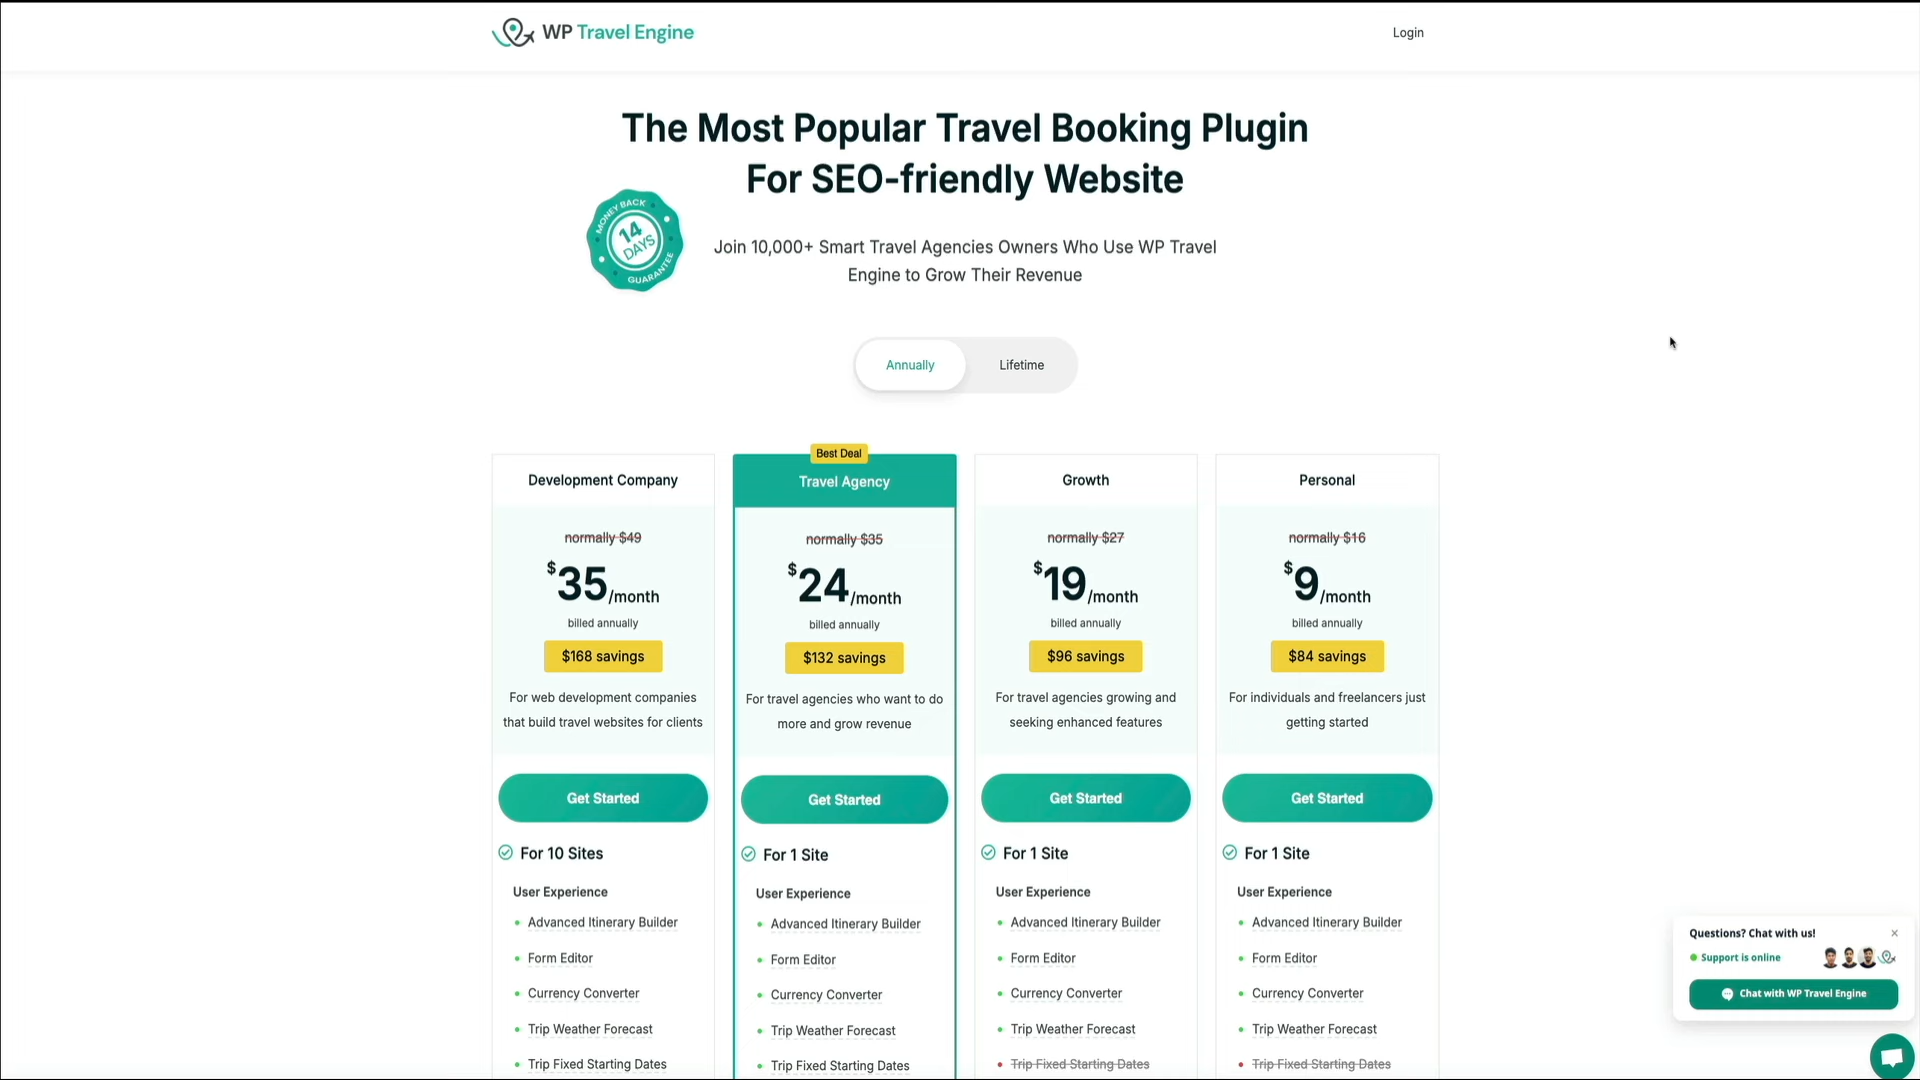 WP Travel Engine
Login
The Most Popular Travel Booking Plugin
For SEO-friendly Website
MONEY BACK
14
DAYS
GUARANTEE
Join 10,000+ Smart Travel Agencies Owners Who Use WP Travel
Engine to Grow Their Revenue
Annually
Lifetime
Development Company
normally $49
$35/month
billed annually
$168 savings
For web development companies
that build travel websites for clients
Get Started
For 10 Sites
User Experience
Advanced Itinerary Builder
Form Editor
Currency Converter
Trip Weather Forecast
Trip Fixed Starting Dates
Best Deal
Travel Agency
normally $35
$24/month
billed annually
$132 savings
For travel agencies who want to do
more and grow revenue
Get Started
For 1 Site
User Experience
Advanced Itinerary Builder
Form Editor
Currency Converter
Trip Weather Forecast
Trip Fixed Starting Dates
Growth
normally $27
$19/month
billed annually
$96 savings
For travel agencies growing and
seeking enhanced features
Get Started
For 1 Site
User Experience
Advanced Itinerary Builder
Form Editor
Currency Converter
Trip Weather Forecast
Trip Fixed Starting Dates
Personal
normally $16
$9/month
billed annually
$84 savings
For individuals and freelancers just
getting started
Get Started
For 1 Site
User Experience
Advanced Itinerary Builder
Form Editor
Currency Converter
Trip Weather Forecast
Trip Fixed Starting Dates
Questions? Chat with us!
Support is online
Chat with WP Travel Engine